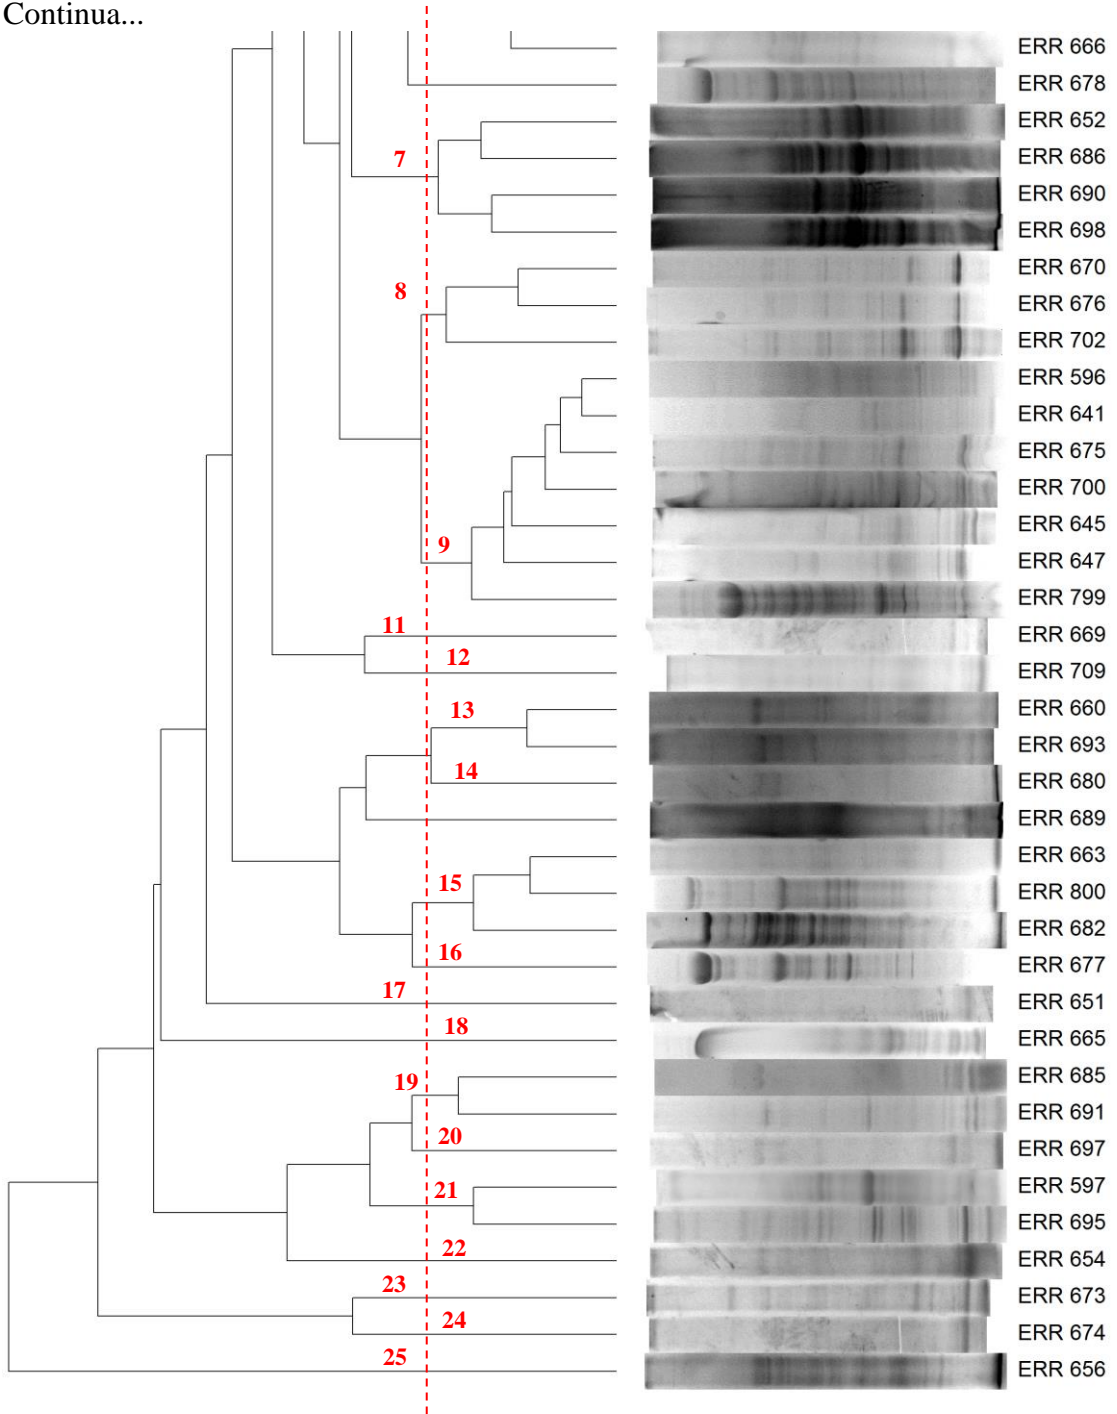 Continua...
ERR 666
ERR 678
ERR 652
7
ERR 686
ERR 690
ERR 698
ERR 670
8
ERR 676
ERR 702
ERR 596
ERR 641
ERR 675
ERR 700
ERR 645
9
ERR 647
ERR 799
11
ERR 669
12
ERR 709
13
ERR 660
ERR 693
14
ERR 680
ERR 689
ERR 663
15
ERR 800
ERR 682
16
ERR 677
17
ERR 651
18
ERR 665
19
ERR 685
ERR 691
20
ERR 697
21
ERR 597
ERR 695
22
ERR 654
23
ERR 673
24
ERR 674
25
ERR 656